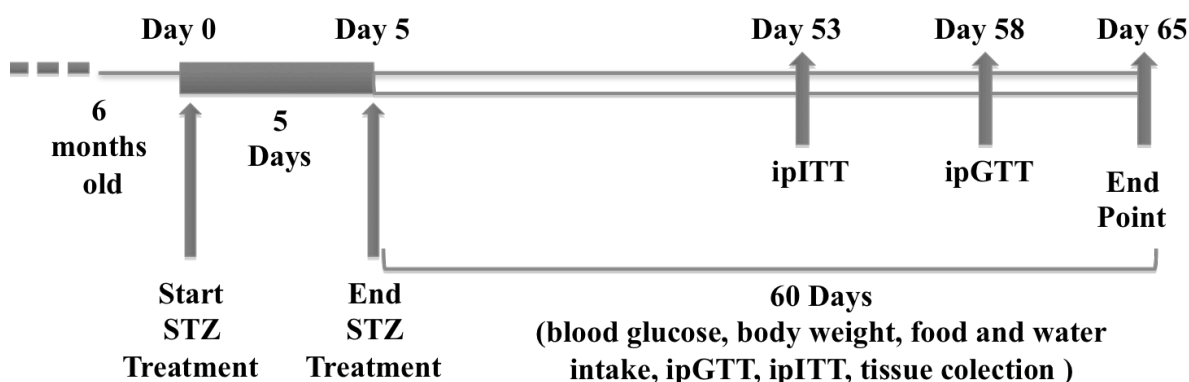 Day 0
Day 5
Day 53
Day 58
Day 65
6
months
old
5
Days
ipITT
ipGTT
End
Point
Start
STZ
Treatment
End
STZ
Treatment
60 Days
(blood glucose, body weight, food and water
intake, ipGTT, ipITT, tissue colection )